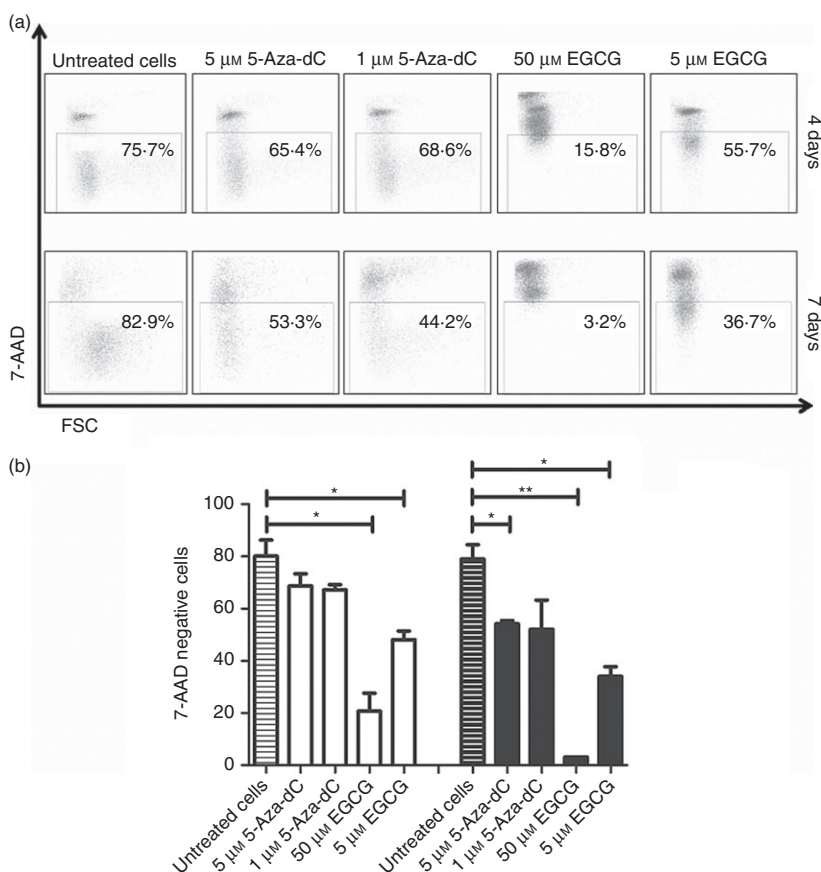 (a)
Untreated cells 5 μM 5-Aza-dC 1 μM 5-Aza-dC 50 μM EGCG 5 μM EGCG
75·7% 65·4% 68·6% 15·8% 55·7%
4 days
82·9% 53·3% 44·2% 3·2% 36·7%
7 days
7-AAD
FSC
(b)
* *
* **
*
100
80
60
40
20
0
7-AAD negative cells
Untreated cells
5 μM 5-Aza-dC
1 μM 5-Aza-dC
50 μM EGCG
5 μM EGCG
Untreated cells
5 μM 5-Aza-dC
1 μM 5-Aza-dC
50 μM EGCG
5 μM EGCG